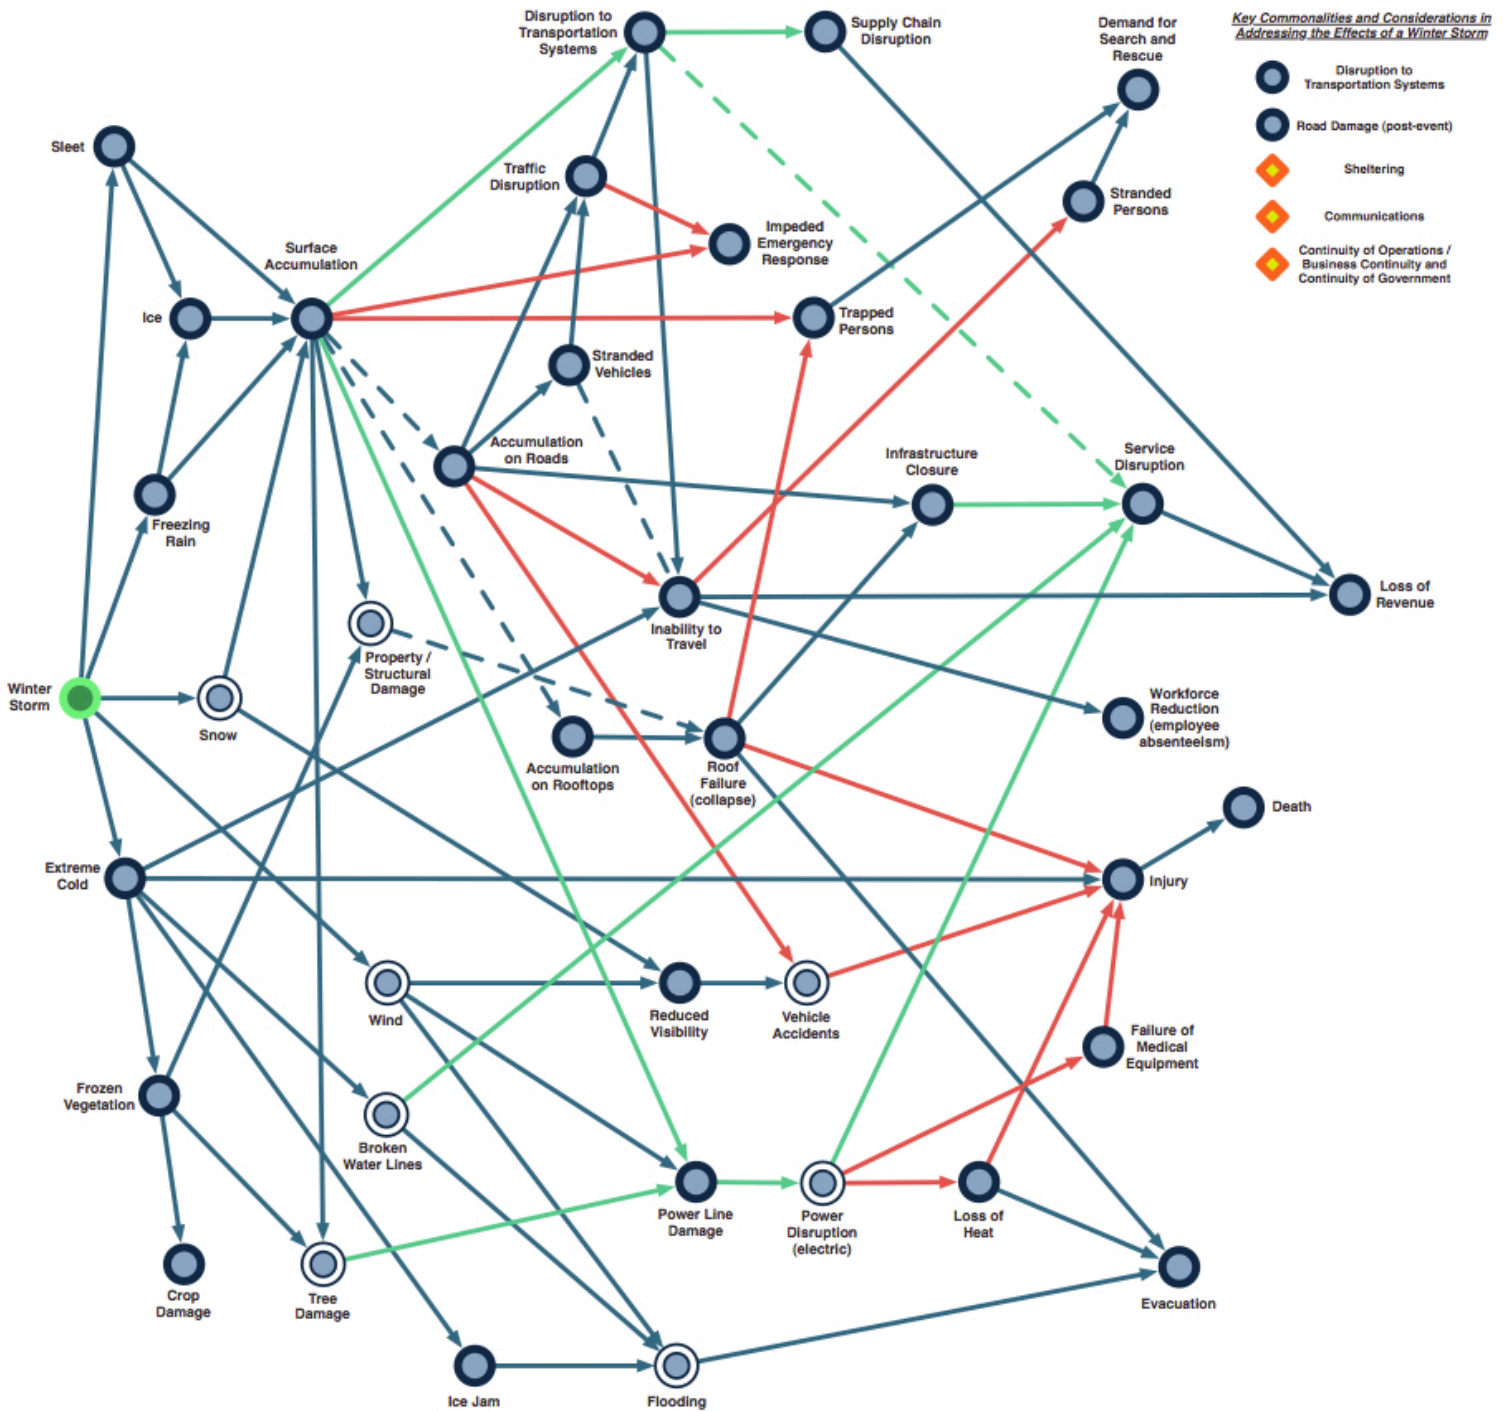 Disruption to
Transportation
Systems
Supply Chain
Disruption
Demand for
Search and
Rescue
Key Commonalities and Considerations in
Addressing the Effects of a Winter Storm
Disruption to
Transportation Systems
Road Damage (post-event)
Sheltering
Communications
Continuity of Operations /
Business Continuity and
Continuity of Government
Sleet
Traffic
Disruption
Stranded
Persons
Surface
Accumulation
Impeded
Emergency
Response
Ice
Trapped
Persons
Stranded
Vehicles
Accumulation
on Roads
Infrastructure
Closure
Service
Disruption
Freezing
Rain
Loss of
Revenue
Inability to
Travel
Property /
Structural
Damage
Winter
Storm
Snow
Workforce
Reduction
(employee
absenteeism)
Accumulation
on Rooftops
Roof
Failure
(collapse)
Death
Extreme
Cold
Injury
Wind
Reduced
Visibility
Vehicle
Accidents
Failure of
Medical
Equipment
Frozen
Vegetation
Broken
Water Lines
Power Line
Damage
Power
Disruption
(electric)
Loss of
Heat
Crop
Damage
Tree
Damage
Evacuation
Ice Jam
Flooding